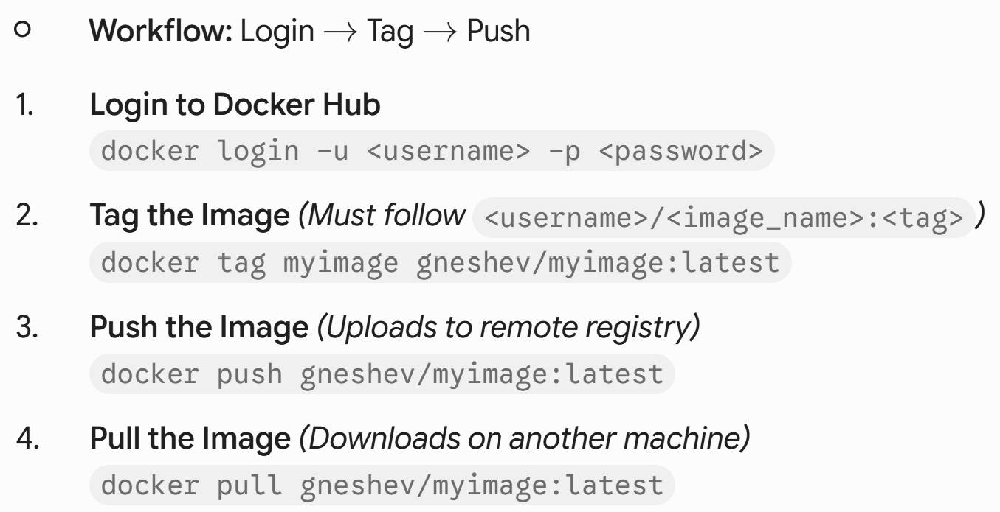 ○ Workflow: Login → Tag → Push
1. Login to Docker Hub
docker login -u <username> -p <password>
2. Tag the Image (Must follow <username>/<image_name>:<tag> )
docker tag myimage gneshev/myimage:latest
3. Push the Image (Uploads to remote registry)
docker push gneshev/myimage:latest
4. Pull the Image (Downloads on another machine)
docker pull gneshev/myimage:latest